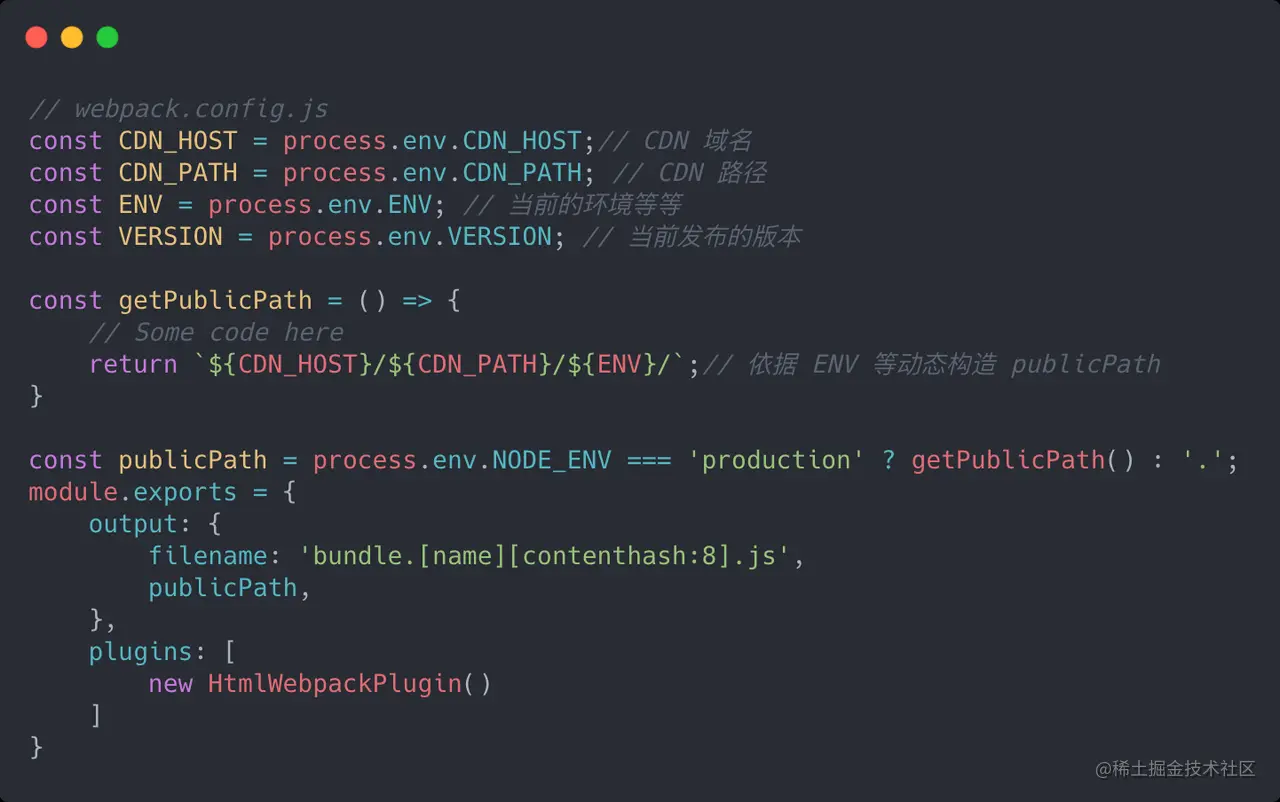 // webpack.config.js
const CDN_HOST = process.env.CDN_HOST;// CDN 域名
const CDN_PATH = process.env.CDN_PATH; // CDN 路径
const ENV = process.env.ENV; // 当前的环境等等
const VERSION = process.env.VERSION; // 当前发布的版本

const getPublicPath = () => {
    // Some code here
    return `${CDN_HOST}/${CDN_PATH}/${ENV}/`;// 依据 ENV 等动态构造 publicPath
}

const publicPath = process.env.NODE_ENV === 'production' ? getPublicPath() : '.';
module.exports = {
    output: {
        filename: 'bundle.[name][contenthash:8].js',
        publicPath,
    },
    plugins: [
        new HtmlWebpackPlugin()
    ]
}
@稀土掘金技术社区